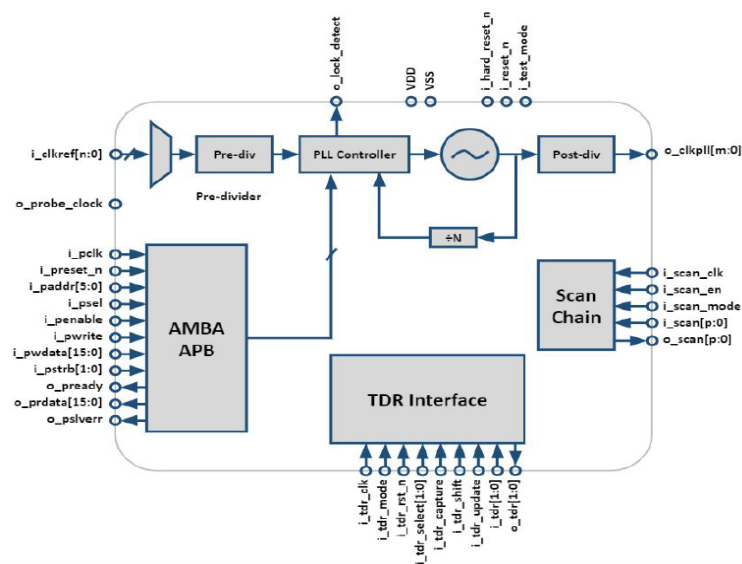 o_lock_detect
VDD
VSS
i_hard_reset_n
i_reset_n
i_test_mode
i_clkref[n:0]
Pre-div
PLL Controller
Post-div
o_clkpll[m:0]
Pre-divider
o_probe_clock
÷N
i_pclk
i_preset_n
i_paddr[5:0]
i_psel
i_penable
i_pwrite
i_pwdata[15:0]
i_pstrb[1:0]
o_pready
o_prdata[15:0]
o_pslverr
AMBA
APB
Scan
Chain
i_scan_clk
i_scan_en
i_scan_mode
i_scan[p:0]
o_scan[p:0]
TDR Interface
i_tdr_clk
i_tdr_mode
i_tdr_rst_n
i_tdr_select[1:0]
i_tdr_capture
i_tdr_shift
i_tdr_update
i_tdr[1:0]
o_tdr[1:0]